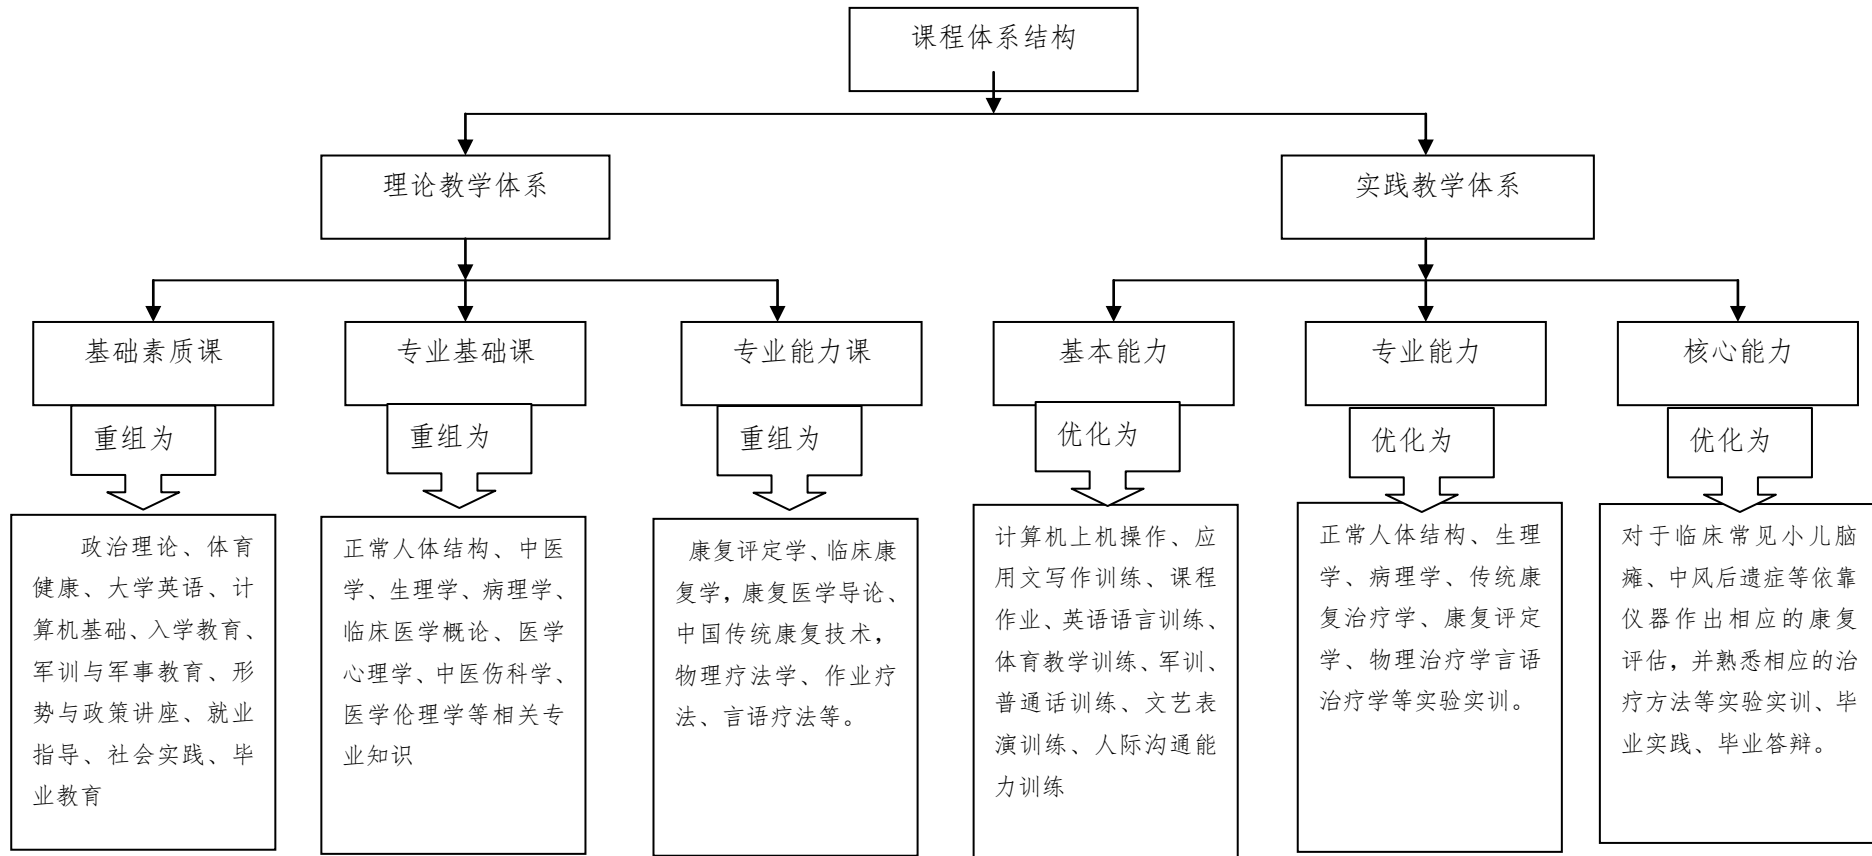 课程体系结构
理论教学体系
实践教学体系
基础素质课
专业基础课
专业能力课
基本能力
专业能力
核心能力
重组为
重组为
重组为
优化为
优化为
优化为
政治理论、体育
健康、大学英语、计
算机基础、入学教育、
军训与军事教育、形
势与政策讲座、就业
指导、社会实践、毕
业教育
正常人体结构、中医
学、生理学、病理学、
临床医学概论、医学
心理学、中医伤科学、
医学伦理学等相关专
业知识
康复评定学、临床康
复学，康复医学导论、
中国传统康复技术，
物理疗法学、作业疗
法、言语疗法等。
计算机上机操作、应
用文写作训练、课程
作业、英语语言训练、
体育教学训练、军训、
普通话训练、文艺表
演训练、人际沟通能
力训练
正常人体结构、生理
学、病理学、传统康
复治疗学、康复评定
学、物理治疗学言语
治疗学等实验实训。
对于临床常见小儿脑
瘫、中风后遗症等依靠
仪器作出相应的康复
评估，并熟悉相应的治
疗方法等实验实训、毕
业实践、毕业答辩。